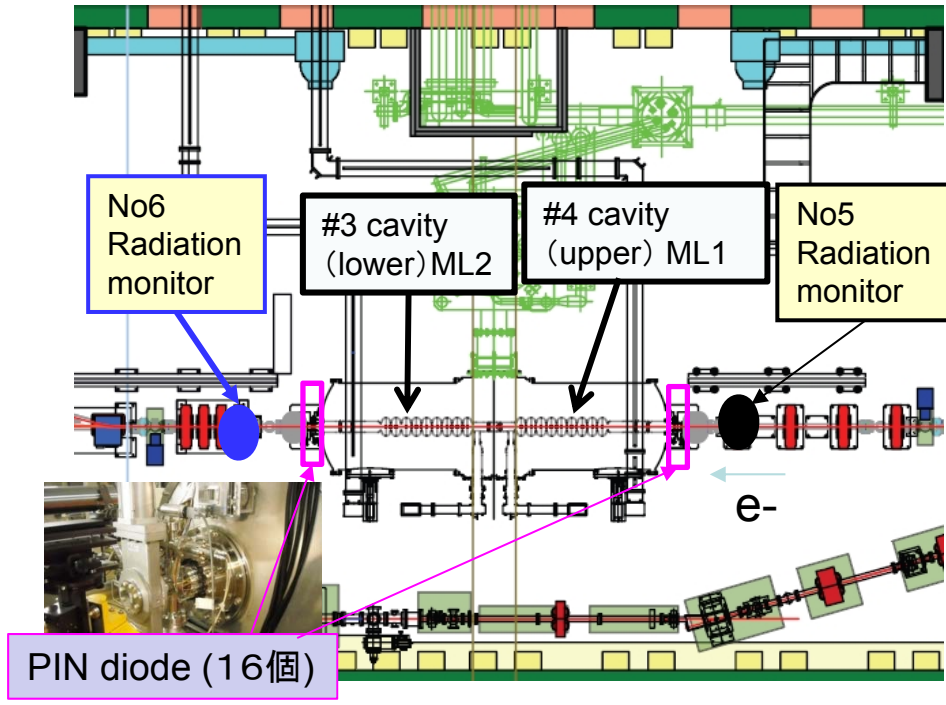 No6
Radiation
monitor
#3 cavity
（lower）ML2
#4 cavity
（upper） ML1
No5
Radiation
monitor
e-
PIN diode (１６個)